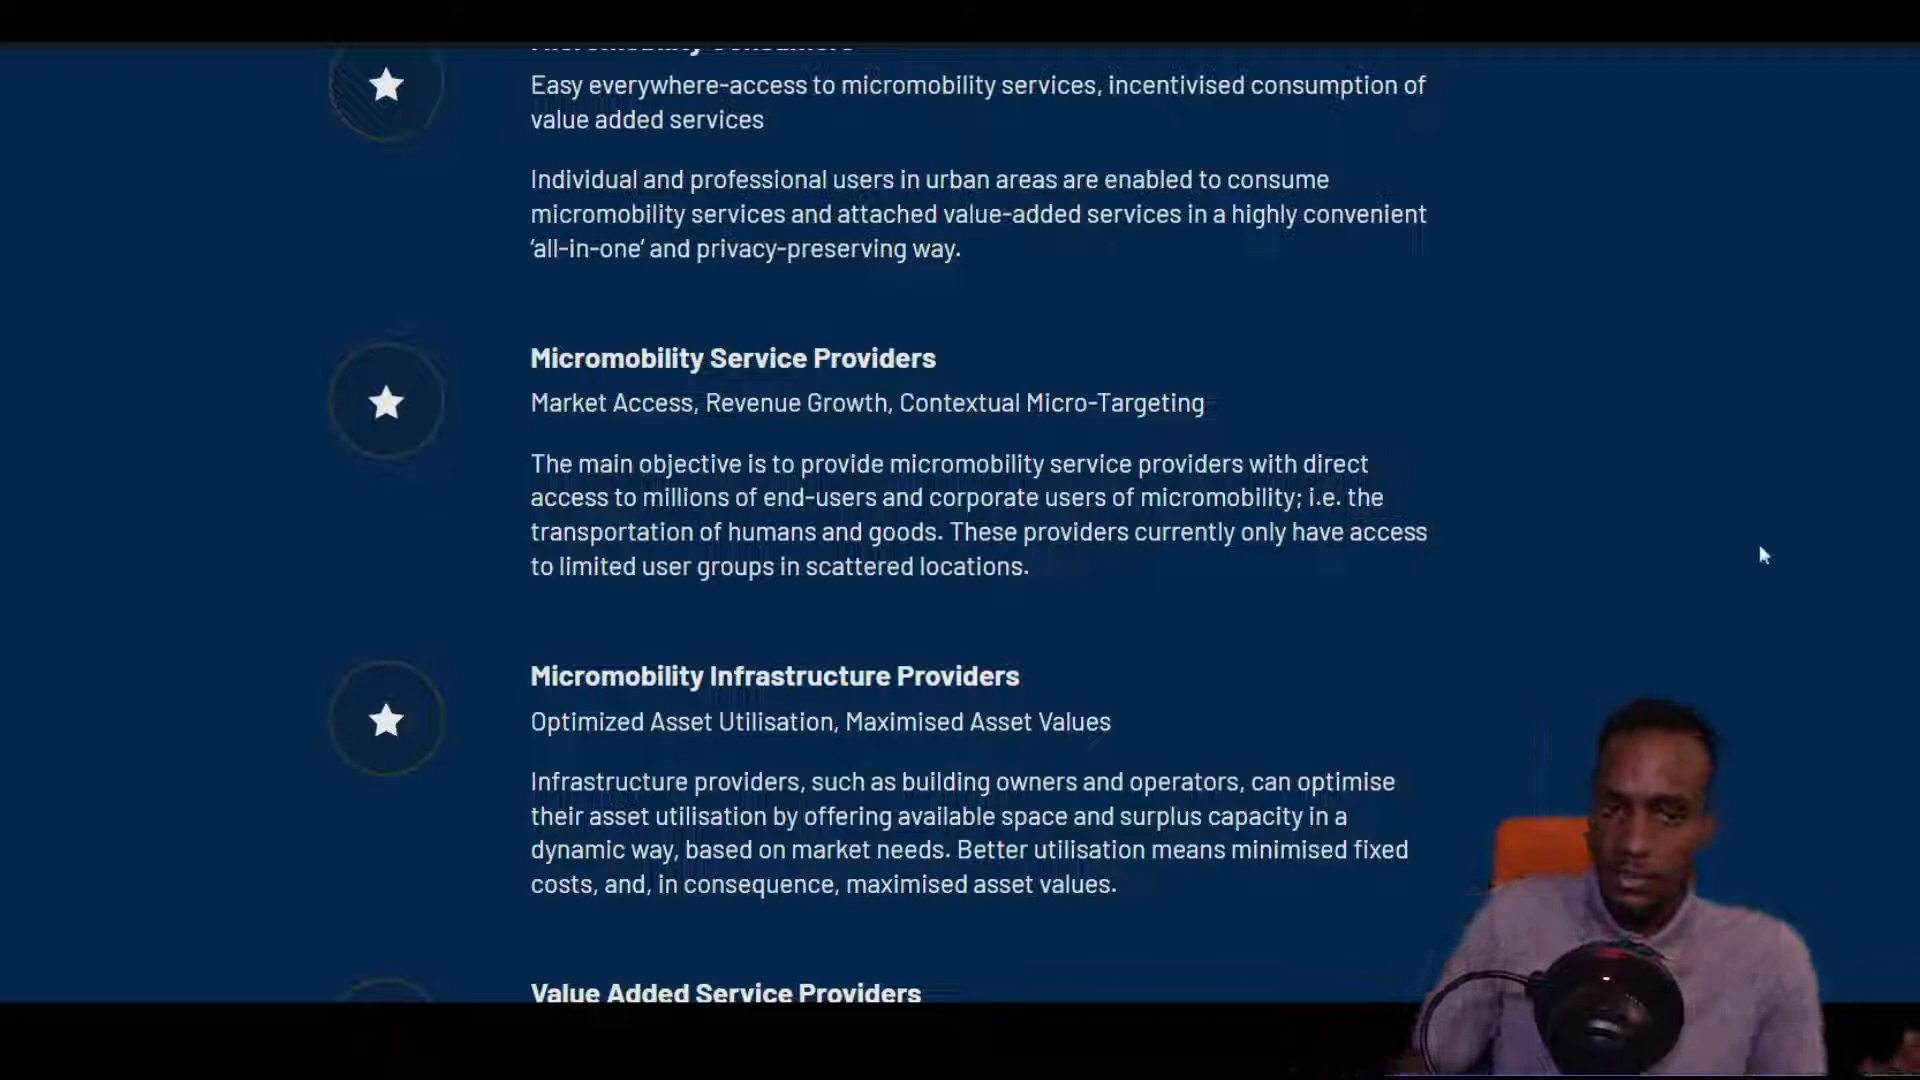 Micromobility Consumers
Easy everywhere-access to micromobility services, incentivised consumption of
value added services
Individual and professional users in urban areas are enabled to consume
micromobility services and attached value-added services in a highly convenient
‘all-in-one’ and privacy-preserving way.
Micromobility Service Providers
Market Access, Revenue Growth, Contextual Micro-Targeting
The main objective is to provide micromobility service providers with direct
access to millions of end-users and corporate users of micromobility; i.e. the
transportation of humans and goods. These providers currently only have access
to limited user groups in scattered locations.
Micromobility Infrastructure Providers
Optimized Asset Utilisation, Maximised Asset Values
Infrastructure providers, such as building owners and operators, can optimise
their asset utilisation by offering available space and surplus capacity in a
dynamic way, based on market needs. Better utilisation means minimised fixed
costs, and, in consequence, maximised asset values.
Value Added Service Providers